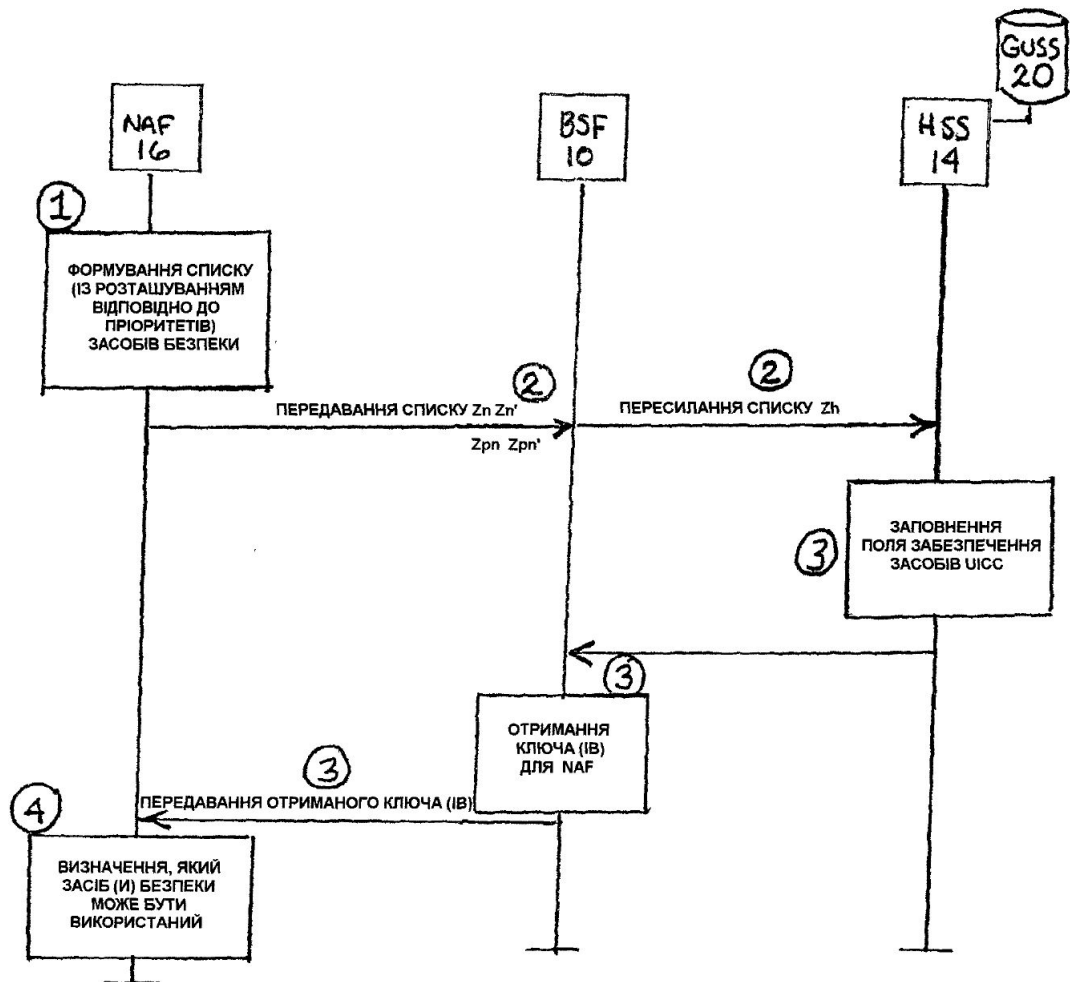 GUSS
20
NAF
16
BSF
10
HSS
14
1
ФОРМУВАННЯ СПИСКУ
(ІЗ РОЗТАШУВАННЯМ
ВІДПОВІДНО ДО
ПРІОРИТЕТІВ)
ЗАСОБІВ БЕЗПЕКИ
2
ПЕРЕДАВАННЯ СПИСКУ Zn Zn'
Zpn Zpn'
2
ПЕРЕСИЛАННЯ СПИСКУ Zh
3
ЗАПОВНЕННЯ
ПОЛЯ ЗАБЕЗПЕЧЕННЯ
ЗАСОБІВ UICC
3
ОТРИМАННЯ
КЛЮЧА (ІВ)
ДЛЯ NAF
3
ПЕРЕДАВАННЯ ОТРИМАНОГО КЛЮЧА (ІВ)
4
ВИЗНАЧЕННЯ, ЯКИЙ
ЗАСІБ (И) БЕЗПЕКИ
МОЖЕ БУТИ
ВИКОРИСТАНИЙ